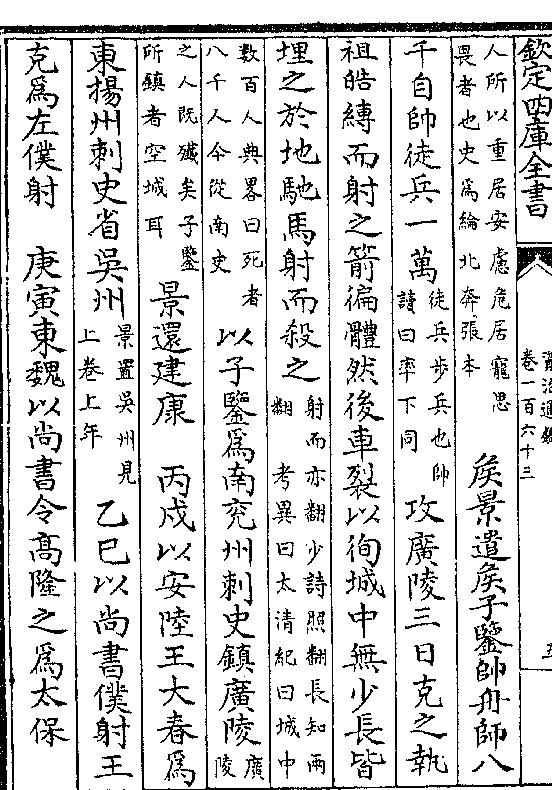 欽定四庫全書
資治通鑑
卷一百六十三
五
人所以重居安慮危居寵思
畏者也史爲綸北奔張本
侯景遣侯子鑒帥舟師八
千自帥徒兵一萬
徒兵步兵也帥
讀曰率下同
攻廣陵三日克之執
祖皓縛而射之箭徧體然後車裂以徇城中無少長皆
埋之於地馳馬射而殺之
射而亦翻少詩照翻長知兩
翻 考異曰太清紀曰城中
數百人典畧曰死者
八千人今從南史
以子鑒爲南兖州刺史鎮廣陵
廣陵
之人既殱矣子鑒
所鎮者空城耳
景還建康 丙戍以安陸王大春爲
東揚州刺史省吳州
景置吳州見
上卷上年
乙巳以尚書僕射王
克爲左僕射 庚寅東魏以尚書令高隆之爲太保